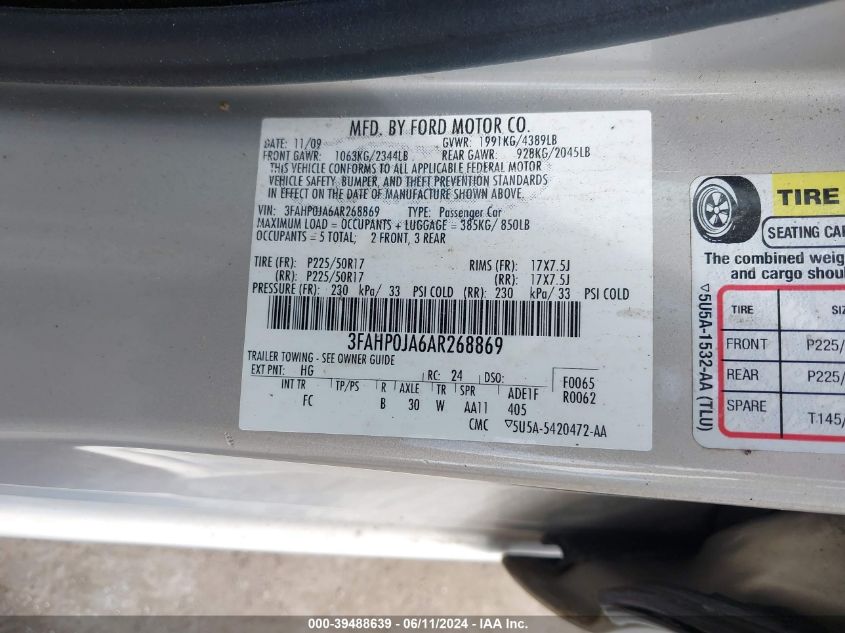 MFD. BY FORD MOTOR CO.
DATE: 11/09 GVWR: 1991KG/4389LB
FRONT GAWR: 1063KG/2344LB REAR GAWR: 928KG/2045LB
THIS VEHICLE CONFORMS TO ALL APPLICABLE FEDERAL MOTOR
VEHICLE SAFETY, BUMPER, AND THEFT PREVENTION STANDARDS
IN EFFECT ON THE DATE OF MANUFACTURE SHOWN ABOVE.
VIN: 3FAHP0JA6AR268869 TYPE: Passenger Car
MAXIMUM LOAD = OCCUPANTS + LUGGAGE = 385KG/ 850LB
OCCUPANTS = 5 TOTAL; 2 FRONT, 3 REAR
TIRE (FR): P225/50R17 RIMS (FR): 17X7.5J
(RR): P225/50R17 (RR): 17X7.5J
PRESSURE (FR): 230 kPa/ 33 PSI COLD (RR): 230 kPa/ 33 PSI COLD
3FAHP0JA6AR268869
TRAILER TOWING - SEE OWNER GUIDE
EXT PNT: HG RC: 24 DSO: F0065
INT TR TP/PS R AXLE TR SPR ADE1F R0062
FC B 30 W AA11 405
CMC ▽5U5A-5420472-AA
TIRE
SEATING CAP
The combined weig
and cargo shou
TIRE SIZ
FRONT P225/
REAR P225/
SPARE T145/
▽5U5A-1532-AA (TLU)
000-39488639 - 06/11/2024 - IAA Inc.